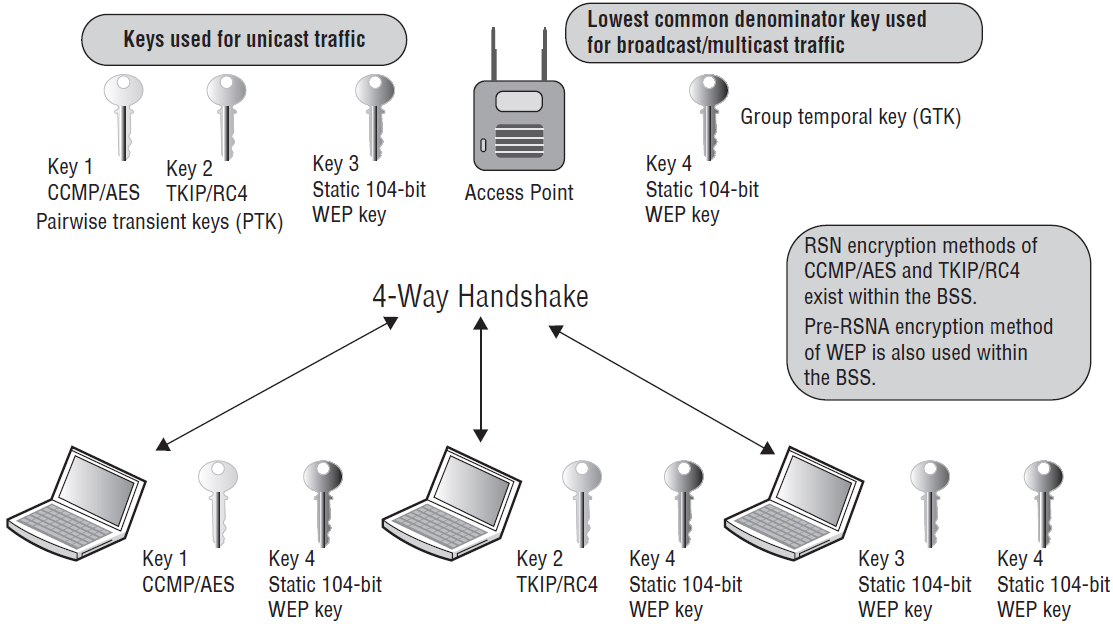 Keys used for unicast traffic
Lowest common denominator key used
for broadcast/multicast traffic
Key 1
CCMP/AES
Key 2
TKIP/RC4
Pairwise transient keys (PTK)
Key 3
Static 104-bit
WEP key
Access Point
Key 4
Static 104-bit
WEP key
Group temporal key (GTK)
RSN encryption methods of
CCMP/AES and TKIP/RC4
exist within the BSS.
Pre-RSNA encryption method
of WEP is also used within
the BSS.
4-Way Handshake
Key 1
CCMP/AES
Key 4
Static 104-bit
WEP key
Key 2
TKIP/RC4
Key 4
Static 104-bit
WEP key
Key 3
Static 104-bit
WEP key
Key 4
Static 104-bit
WEP key